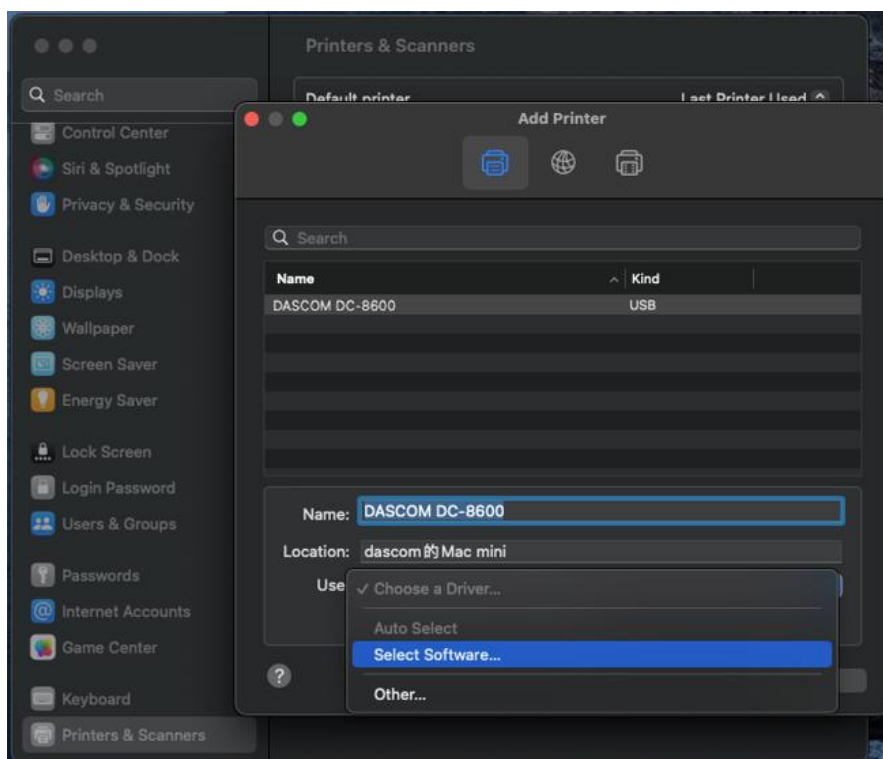 Printers & Scanners
Search
Default printer Last Printer Used
Control Center
Siri & Spotlight
Privacy & Security
Desktop & Dock
Displays
Wallpaper
Screen Saver
Energy Saver
Lock Screen
Login Password
Users & Groups
Passwords
Internet Accounts
Game Center
Keyboard
Printers & Scanners
Add Printer
Search
Name Kind
DASCOM DC-8600 USB
Name: DASCOM DC-8600
Location: dascom的Mac mini
Use
✓ Choose a Driver...
Auto Select
Select Software...
Other...
?